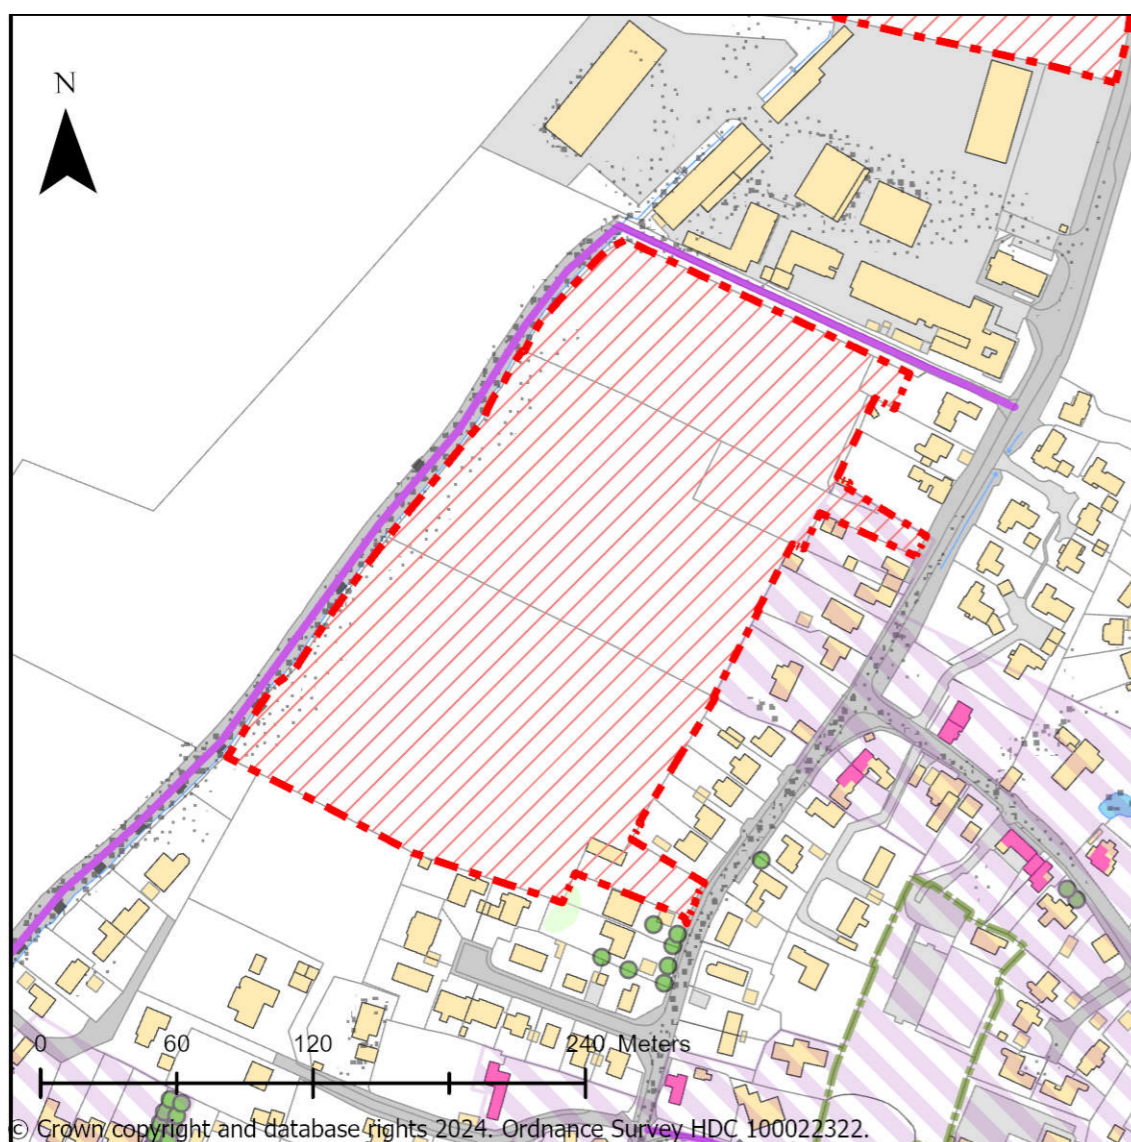 N
0 60 120 240 Meters
© Crown copyright and database rights 2024. Ordnance Survey HDC 100022322.